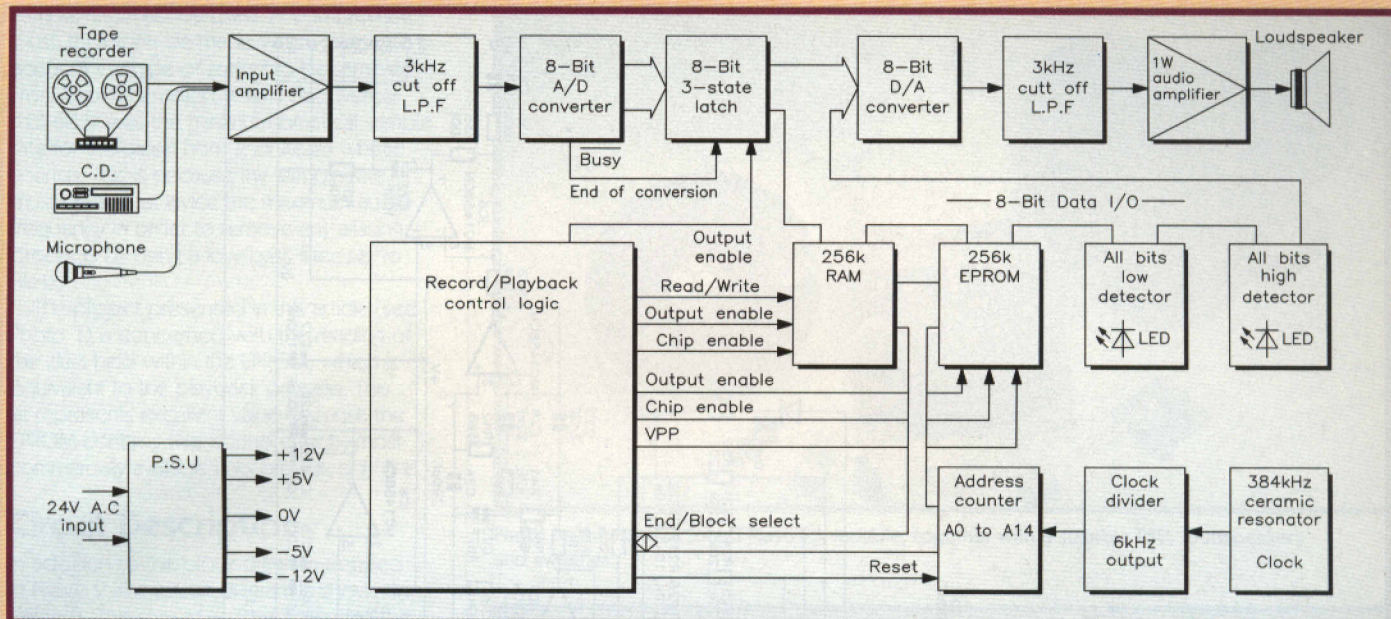 Tape
recorder
C.D.
Microphone
Input
amplifier
3kHz
cut off
L.P.F
8-Bit
A/D
converter
8-Bit
3-state
latch
8-Bit
D/A
converter
3kHz
cutt off
L.P.F
1W
audio
amplifier
Loudspeaker
Busy
End of conversion
8-Bit Data I/O
Record/Playback
control logic
Output
enable
Read/Write
Output enable
Chip enable
Output enable
Chip enable
VPP
End/Block select
Reset
256k
RAM
256k
EPROM
All bits
low
detector
LED
All bits
high
detector
LED
24V A.C
input
P.S.U
+12V
+5V
0V
-5V
-12V
Address
counter
A0 to A14
Clock
divider
6kHz
output
384kHz
ceramic
resonator
Clock